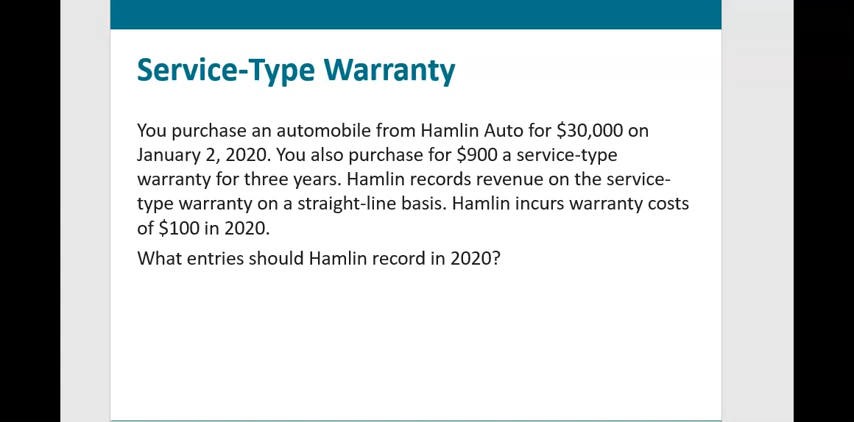 Service-Type Warranty
You purchase an automobile from Hamlin Auto for $30,000 on
January 2, 2020. You also purchase for $900 a service-type
warranty for three years. Hamlin records revenue on the service-
type warranty on a straight-line basis. Hamlin incurs warranty costs
of $100 in 2020.
What entries should Hamlin record in 2020?